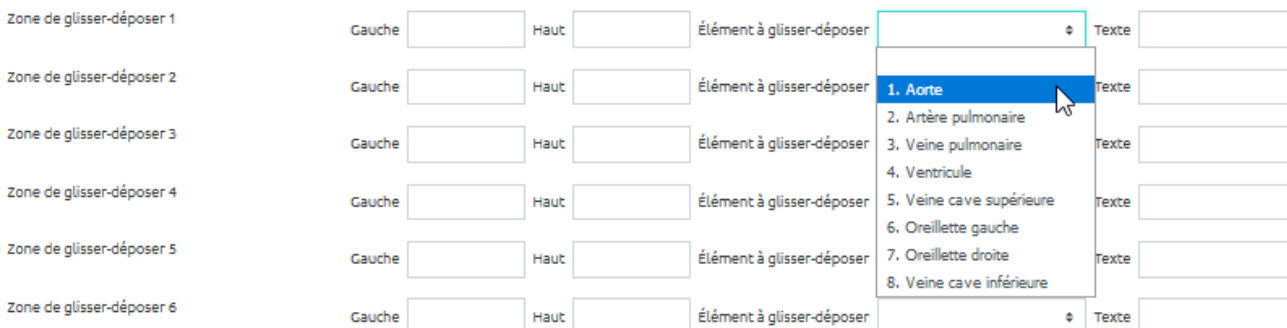 Zone de glisser-déposer 1 Gauche Haut Élément à glisser-déposer Texte
Zone de glisser-déposer 2 Gauche Haut Élément à glisser-déposer Texte
1. Aorte
2. Artère pulmonaire
Zone de glisser-déposer 3 Gauche Haut Élément à glisser-déposer Texte
3. Veine pulmonaire
4. Ventricule
Zone de glisser-déposer 4 Gauche Haut Élément à glisser-déposer Texte
5. Veine cave supérieure
6. Oreillette gauche
Zone de glisser-déposer 5 Gauche Haut Élément à glisser-déposer Texte
7. Oreillette droite
8. Veine cave inférieure
Zone de glisser-déposer 6 Gauche Haut Élément à glisser-déposer Texte